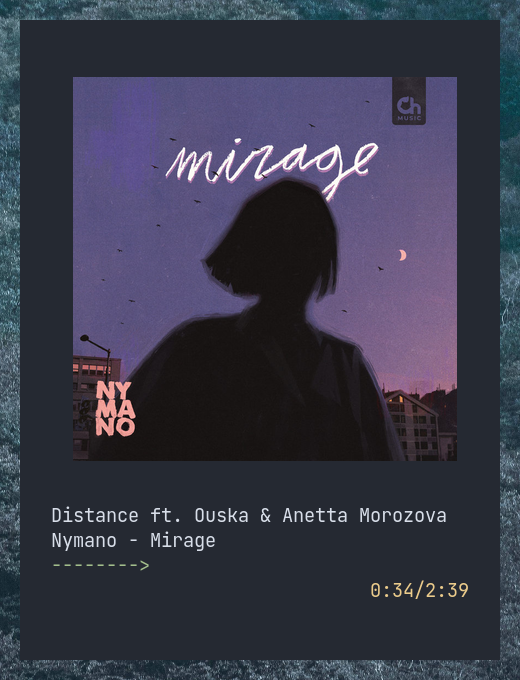 Ch
MUSIC
mirage
NY
MA
NO
Distance ft. Ouska & Anetta Morozova
Nymano - Mirage
-------->
0:34/2:39